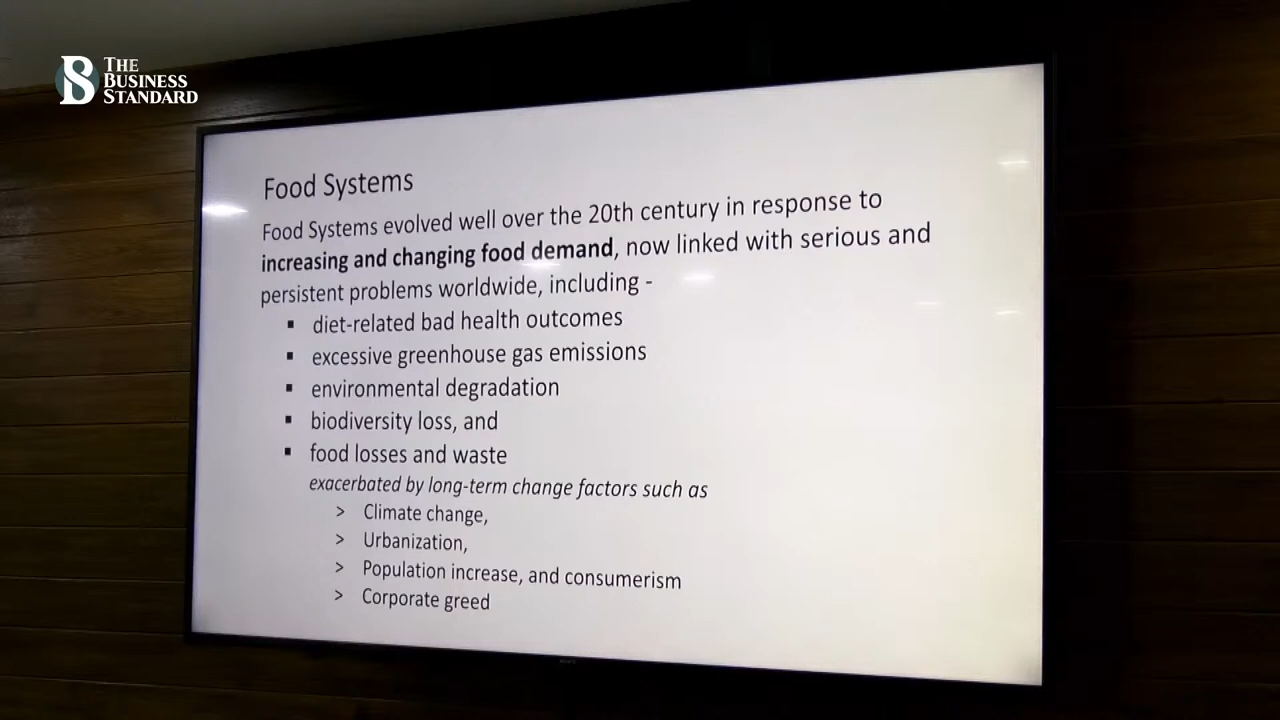 THE
BUSINESS
STANDARD
Food Systems
Food Systems evolved well over the 20th century in response to
increasing and changing food demand, now linked with serious and
persistent problems worldwide, including -
▪ diet-related bad health outcomes
▪ excessive greenhouse gas emissions
▪ environmental degradation
▪ biodiversity loss, and
▪ food losses and waste
exacerbated by long-term change factors such as
> Climate change,
> Urbanization,
> Population increase, and consumerism
> Corporate greed